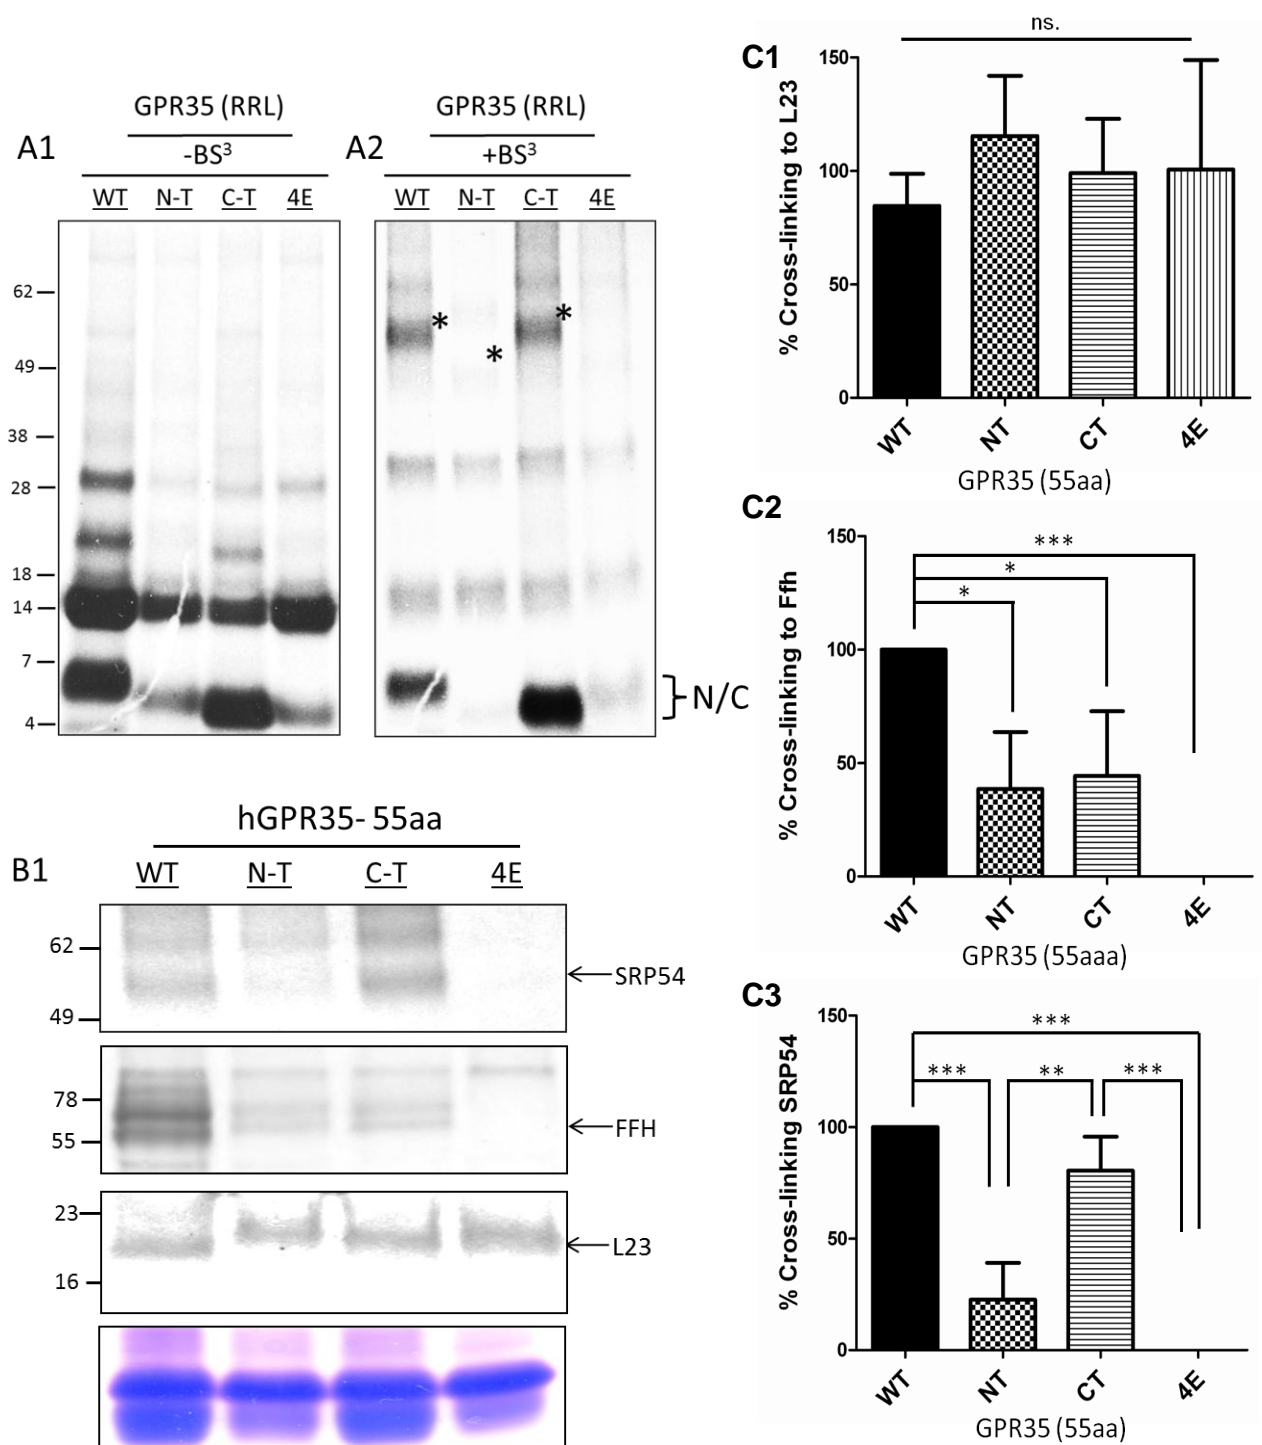 A1
GPR35 (RRL)
-BS³
WT N-T C-T 4E
62
49
38
28
18
14
7
4
A2
GPR35 (RRL)
+BS³
WT N-T C-T 4E
*
*
*
N/C
B1
hGPR35- 55aa
WT N-T C-T 4E
62
49
SRP54
78
55
FFH
23
16
L23
C1
ns.
% Cross-linking to L23
150
100
50
0
WT NT CT 4E
GPR35 (55aa)
C2
% Cross-linking to Ffh
150
100
50
0
***
*
*
WT NT CT 4E
GPR35 (55aaa)
C3
% Cross-linking SRP54
150
100
50
0
***
*** ** ***
WT NT CT 4E
GPR35 (55aa)